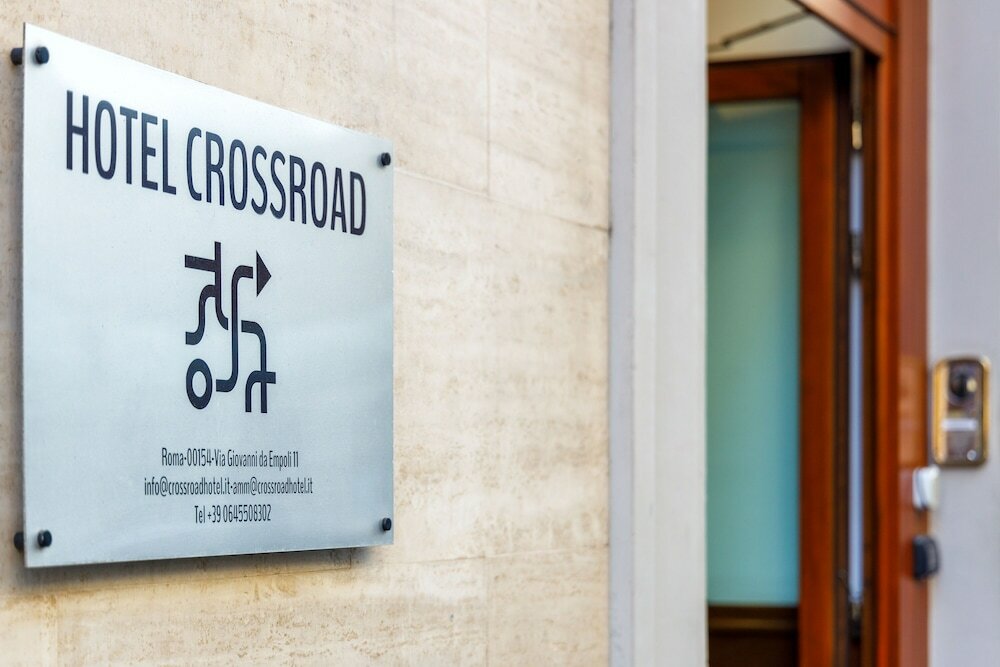 HOTEL CROSSROAD
Roma-00154-Via Giovanni da Empoli 11
info@crossroadhotel.it-amm@crossroadhotel.it
Tel +39 0645508302